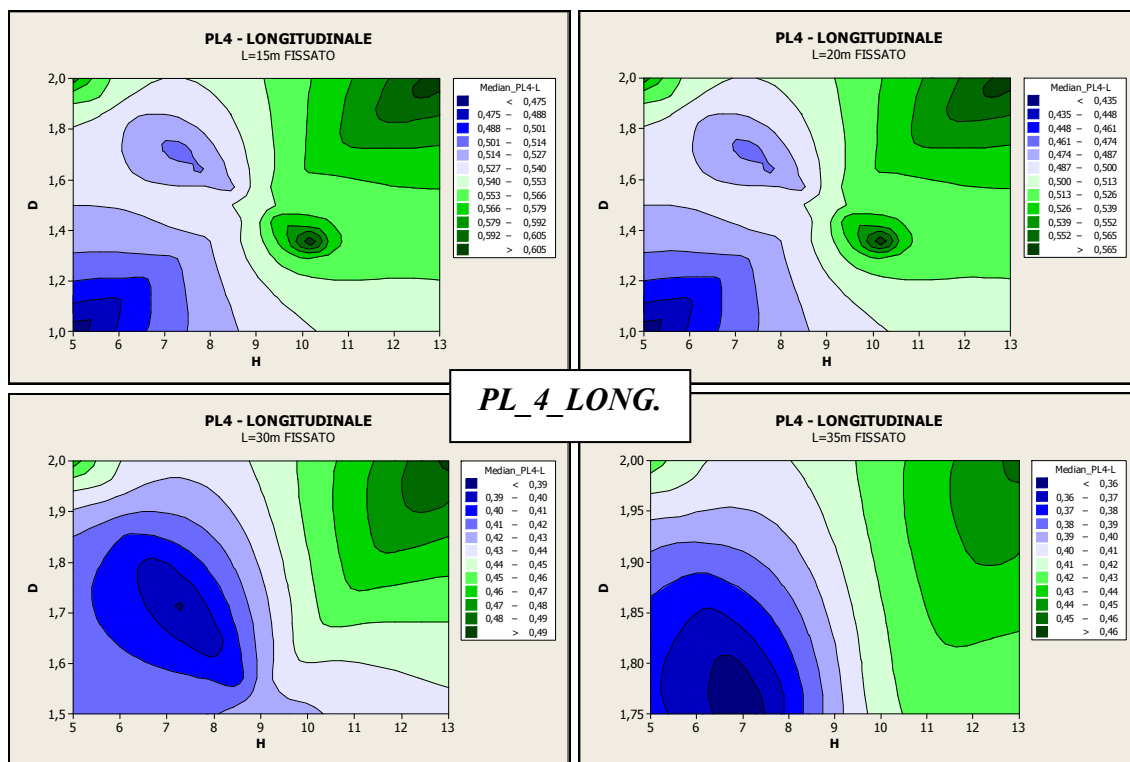 PL4 - LONGITUDINALE
L=15m FISSATO
2,0
1,8
1,6
1,4
1,2
1,0
D
5 6 7 8 9 10 11 12 13
H
Median_PL4-L
< 0,475
0,475 – 0,488
0,488 – 0,501
0,501 – 0,514
0,514 – 0,527
0,527 – 0,540
0,540 – 0,553
0,553 – 0,566
0,566 – 0,579
0,579 – 0,592
0,592 – 0,605
> 0,605
PL4 - LONGITUDINALE
L=20m FISSATO
2,0
1,8
1,6
1,4
1,2
1,0
D
5 6 7 8 9 10 11 12 13
H
Median_PL4-L
< 0,435
0,435 – 0,448
0,448 – 0,461
0,461 – 0,474
0,474 – 0,487
0,487 – 0,500
0,500 – 0,513
0,513 – 0,526
0,526 – 0,539
0,539 – 0,552
0,552 – 0,565
> 0,565
PL_4_LONG.
PL4 - LONGITUDINALE
L=30m FISSATO
2,0
1,9
1,8
1,7
1,6
1,5
D
5 6 7 8 9 10 11 12 13
H
Median_PL4-L
< 0,39
0,39 – 0,40
0,40 – 0,41
0,41 – 0,42
0,42 – 0,43
0,43 – 0,44
0,44 – 0,45
0,45 – 0,46
0,46 – 0,47
0,47 – 0,48
0,48 – 0,49
> 0,49
PL4 - LONGITUDINALE
L=35m FISSATO
2,00
1,95
1,90
1,85
1,80
1,75
D
5 6 7 8 9 10 11 12 13
H
Median_PL4-L
< 0,36
0,36 – 0,37
0,37 – 0,38
0,38 – 0,39
0,39 – 0,40
0,40 – 0,41
0,41 – 0,42
0,42 – 0,43
0,43 – 0,44
0,44 – 0,45
0,45 – 0,46
> 0,46